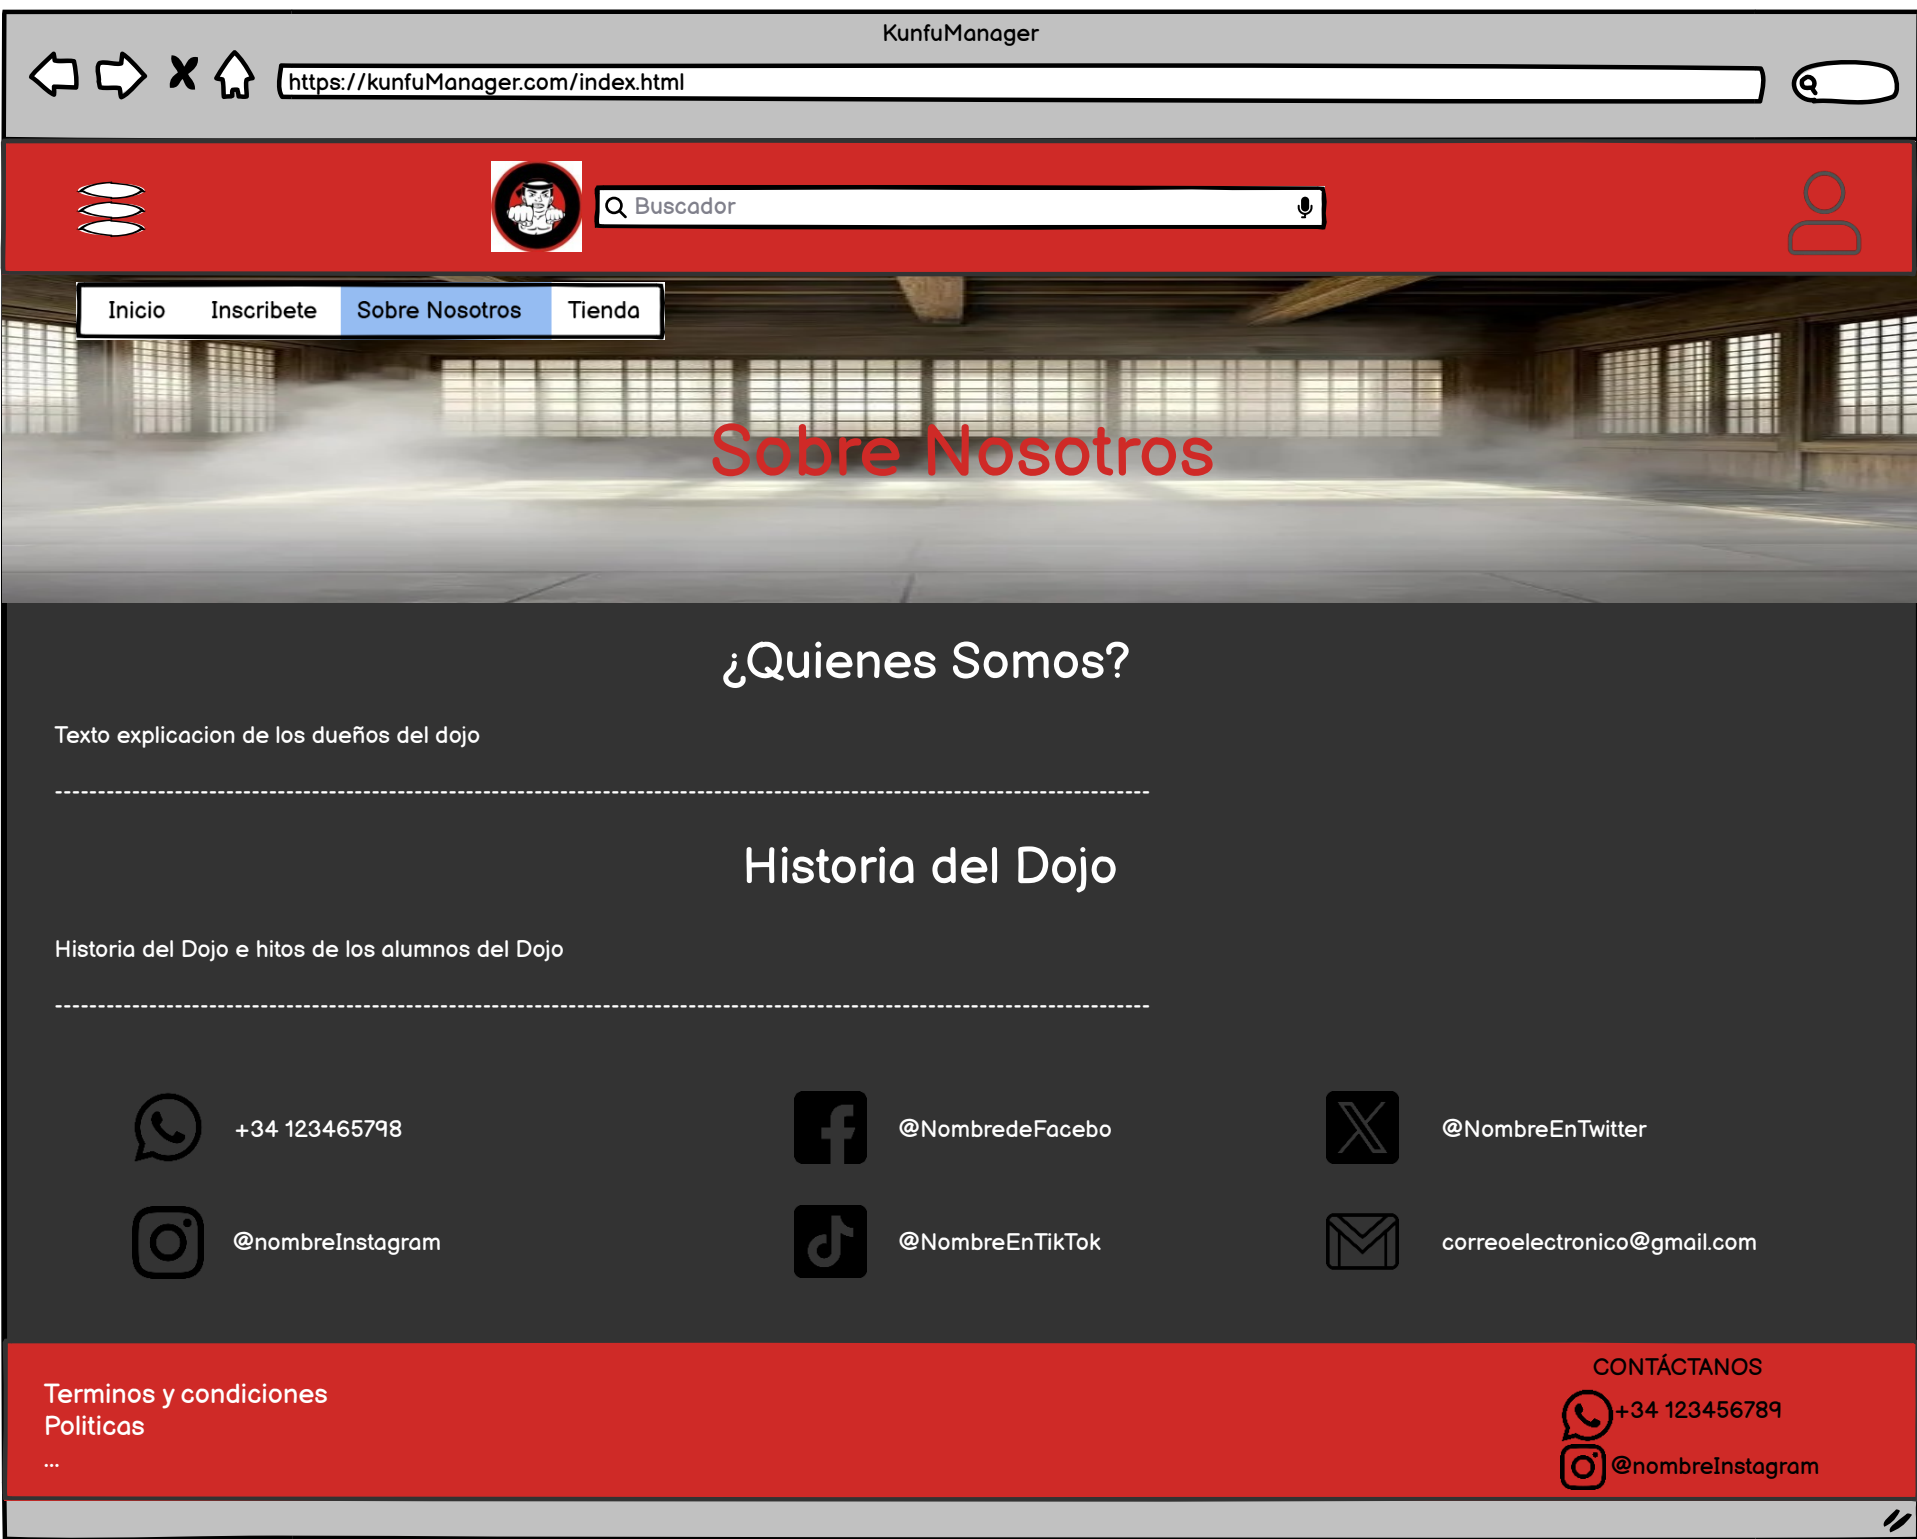 KunfuManager
https://kunfuManager.com/index.html
Buscador
Inicio Inscribete Sobre Nosotros Tienda
Sobre Nosotros
¿Quienes Somos?
Texto explicacion de los dueños del dojo
--------------------------------------------------------------------------------------------------------------------------------
Historia del Dojo
Historia del Dojo e hitos de los alumnos del Dojo
--------------------------------------------------------------------------------------------------------------------------------
+34 123465798 @NombredeFacebo @NombreEnTwitter
@nombreInstagram @NombreEnTikTok correoelectronico@gmail.com
CONTÁCTANOS
Terminos y condiciones
+34 123456789
Politicas
...
@nombreInstagram